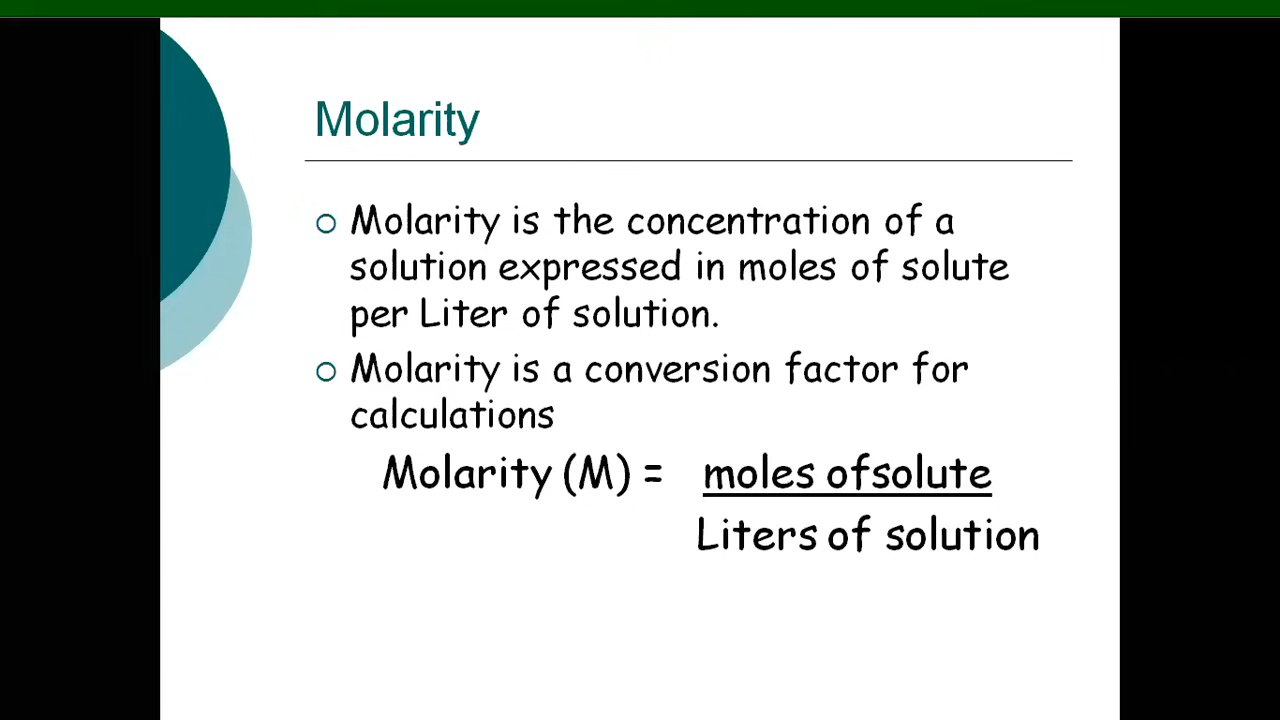 Molarity
Molarity is the concentration of a
solution expressed in moles of solute
per Liter of solution.
Molarity is a conversion factor for
calculations
Molarity (M) = moles ofsolute
Liters of solution